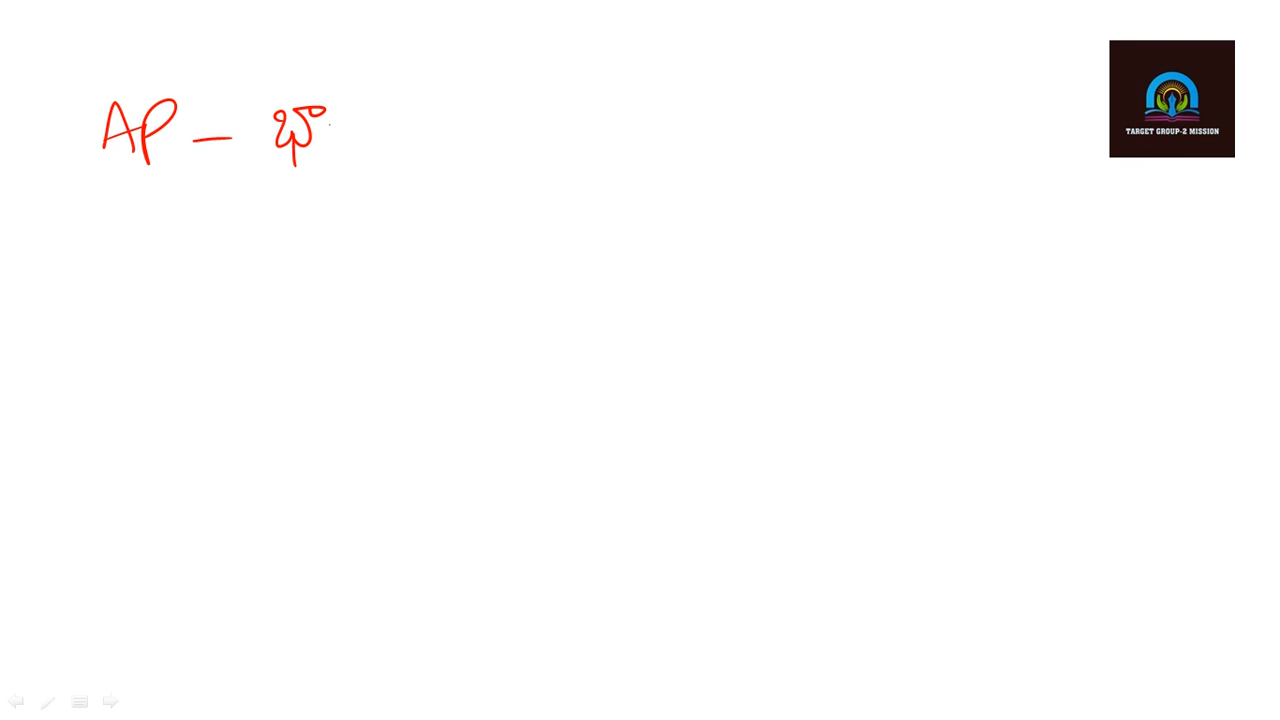 AP – భా
TARGET GROUP-2 MISSION